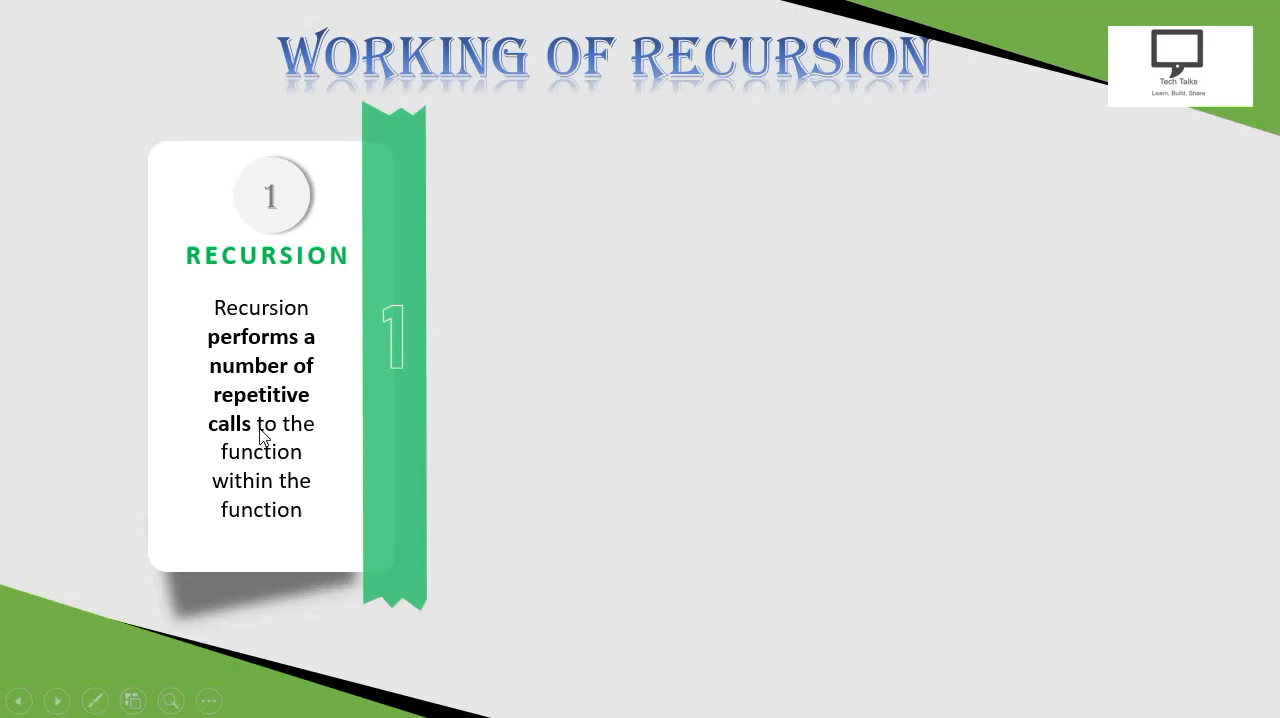 WORKING OF RECURSION
Tech Talks
Learn, Build, Share
1
RECURSION
Recursion
performs a
number of
repetitive
calls to the
function
within the
function
1